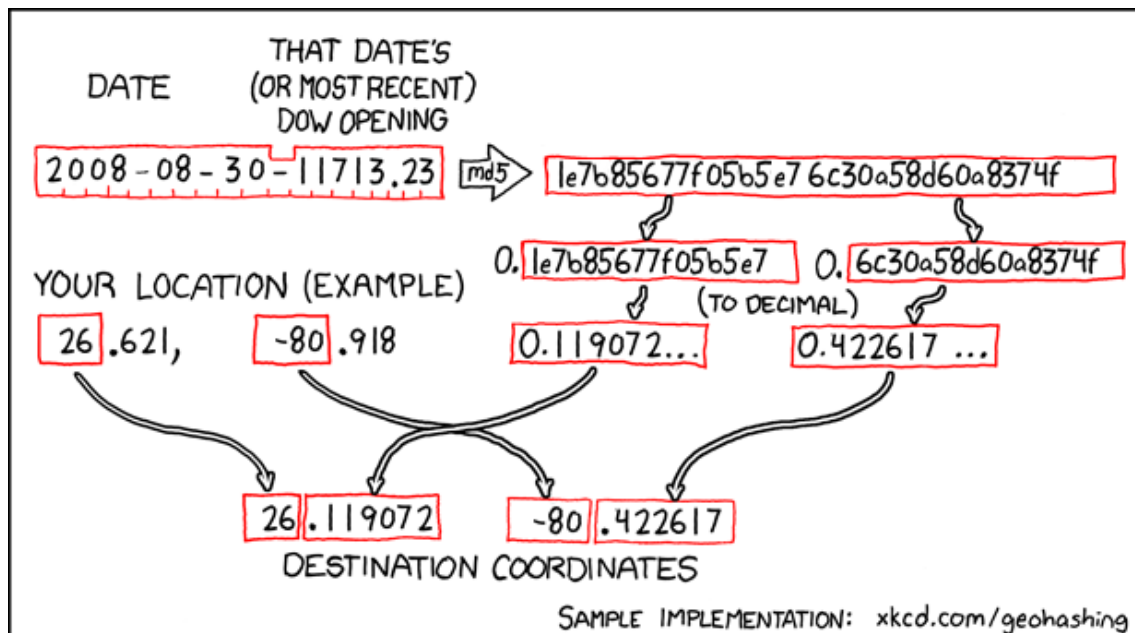 DATE
THAT DATE'S
(OR MOST RECENT)
DOW OPENING
2008-08-30-11713.23
md5
1e7b85677f05b5e76c30a58d60a8374f
0.1e7b85677f05b5e7
0.6c30a58d60a8374f
YOUR LOCATION (EXAMPLE)
(TO DECIMAL)
26.621, -80.918
0.119072...
0.422617 ...
26.119072 -80.422617
DESTINATION COORDINATES
SAMPLE IMPLEMENTATION: xkcd.com/geohashing